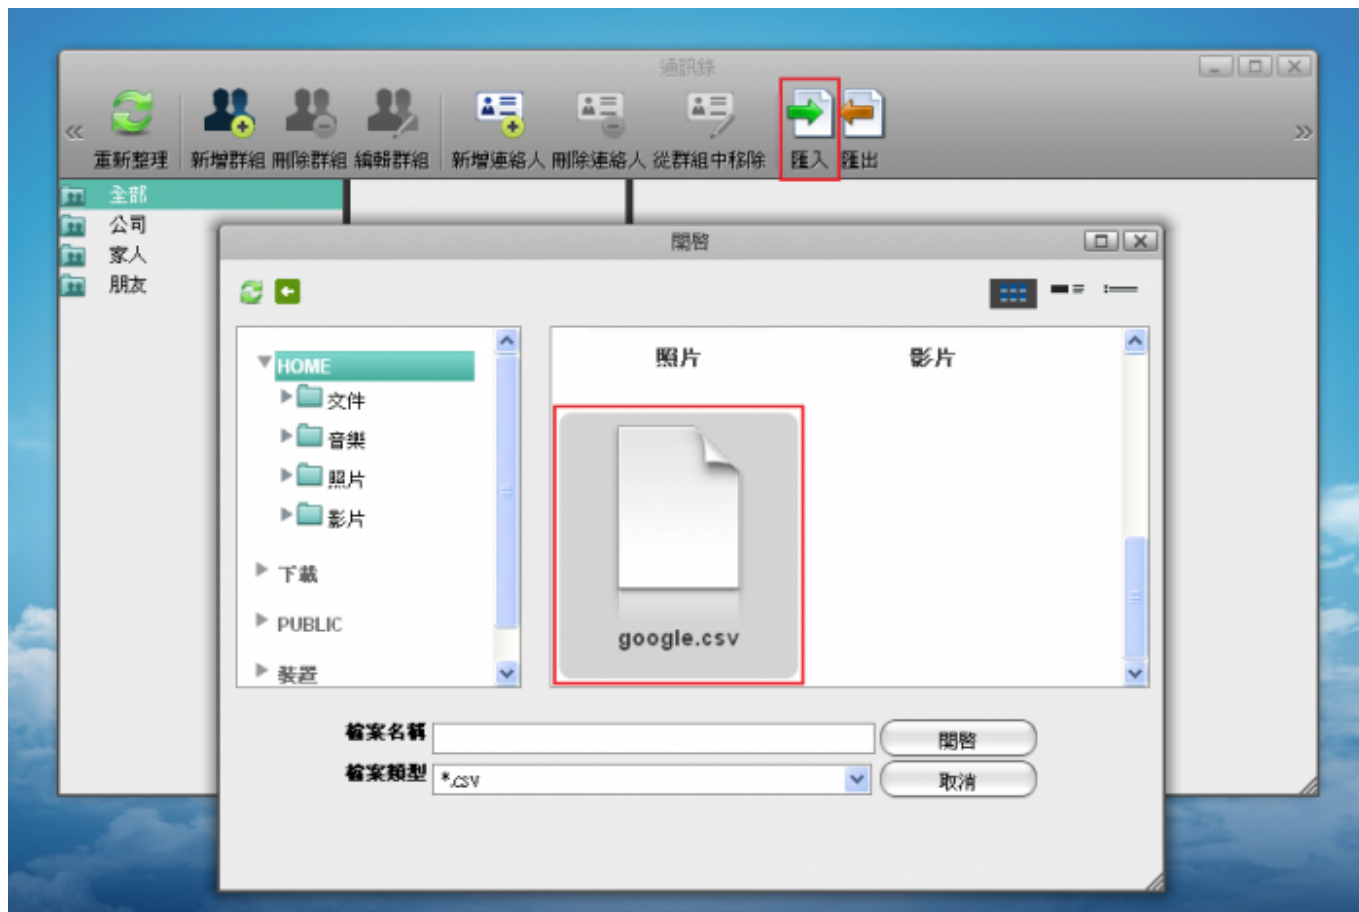 通訊錄
重新整理 新增群組 刪除群組 編輯群組 新增連絡人 刪除連絡人 從群組中移除 匯入 匯出
全部
公司
家人
朋友
開啓
HOME
文件
音樂
照片
影片
下載
PUBLIC
裝置
照片 影片
google.csv
檔案名稱
開啓
檔案類型 *.csv
取消